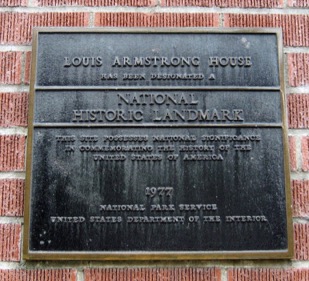 LOUIS ARMSTRONG HOUSE
HAS BEEN DESIGNATED A
NATIONAL
HISTORIC LANDMARK
THIS SITE POSSESSES NATIONAL SIGNIFICANCE
IN COMMEMORATING THE HISTORY OF THE
UNITED STATES OF AMERICA
1977
NATIONAL PARK SERVICE
UNITED STATES DEPARTMENT OF THE INTERIOR